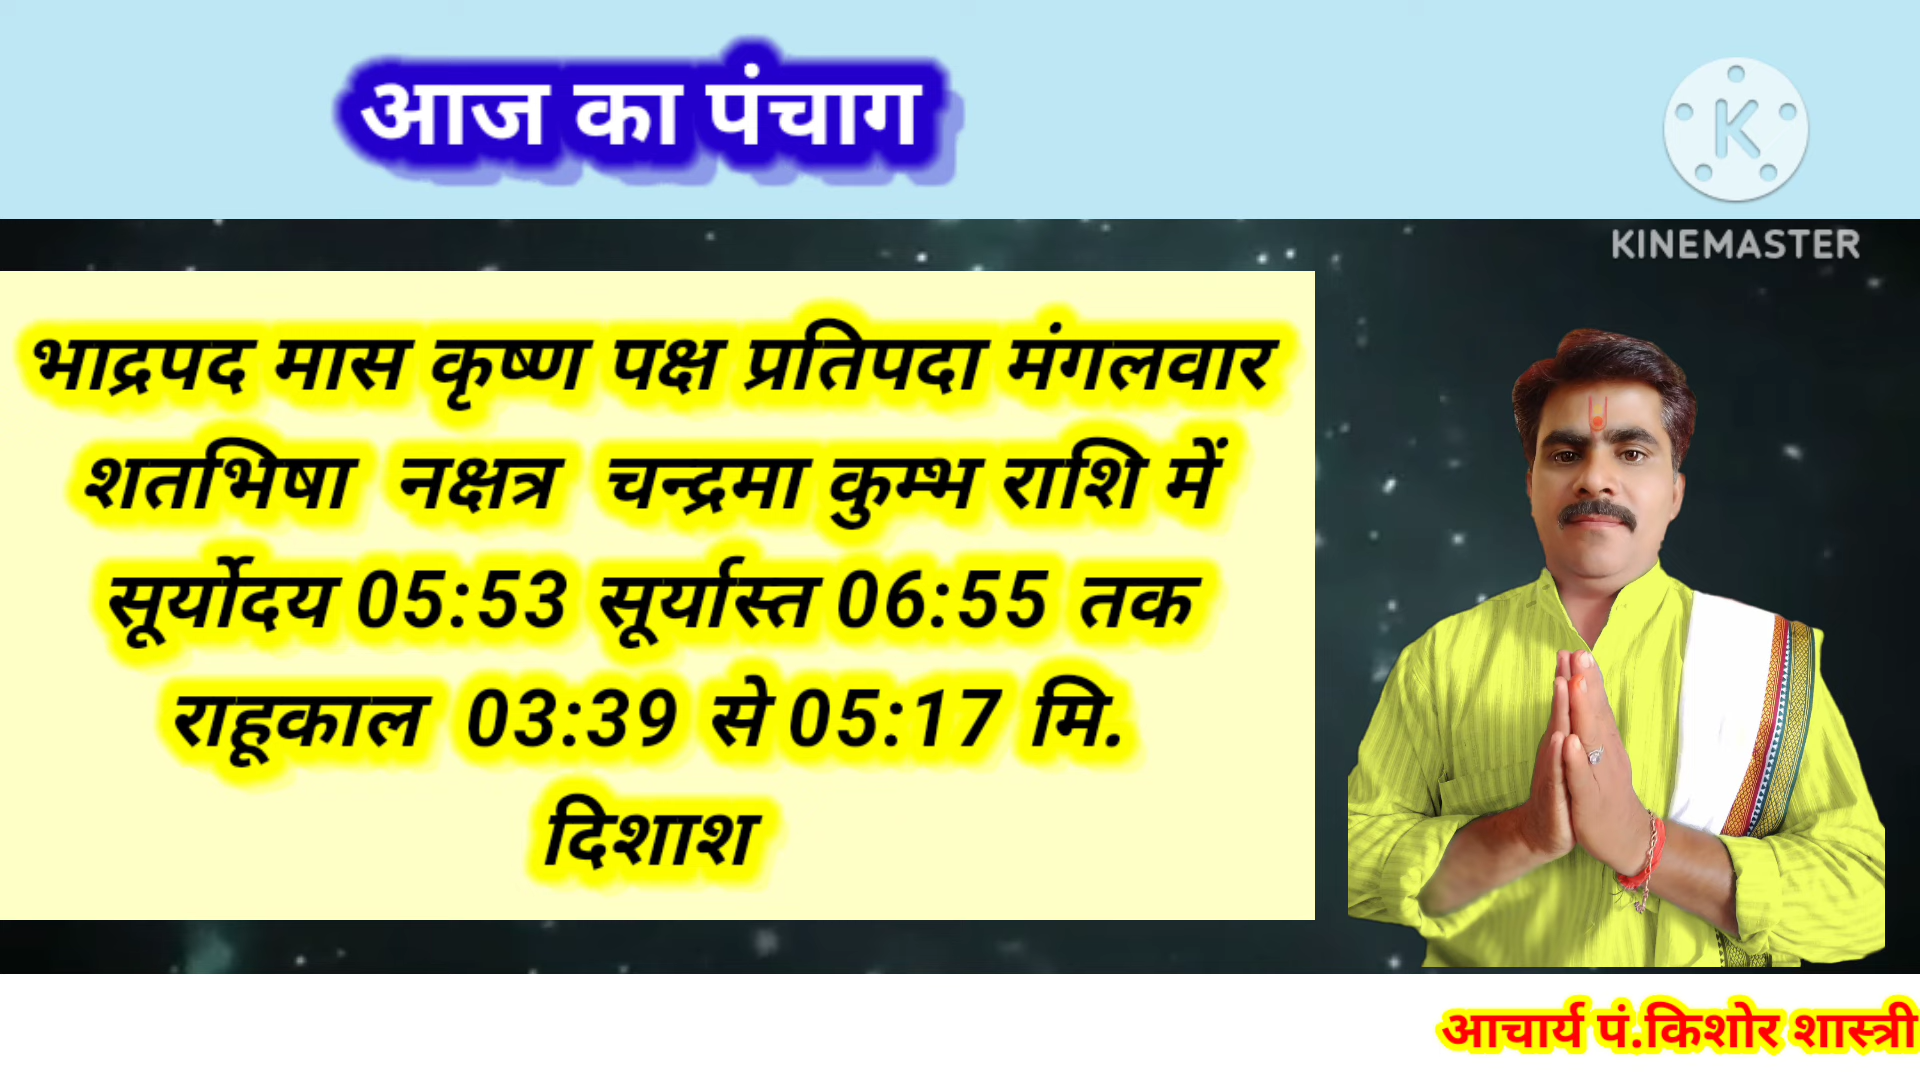 आज का पंचाग
K
KINEMASTER
भाद्रपद मास कृष्ण पक्ष प्रतिपदा मंगलवार
शतभिषा नक्षत्र चन्द्रमा कुम्भ राशि में
सूर्योदय 05:53 सूर्यास्त 06:55 तक
राहूकाल 03:39 से 05:17 मि.
दिशाश
आचार्य पं.किशोर शास्त्री